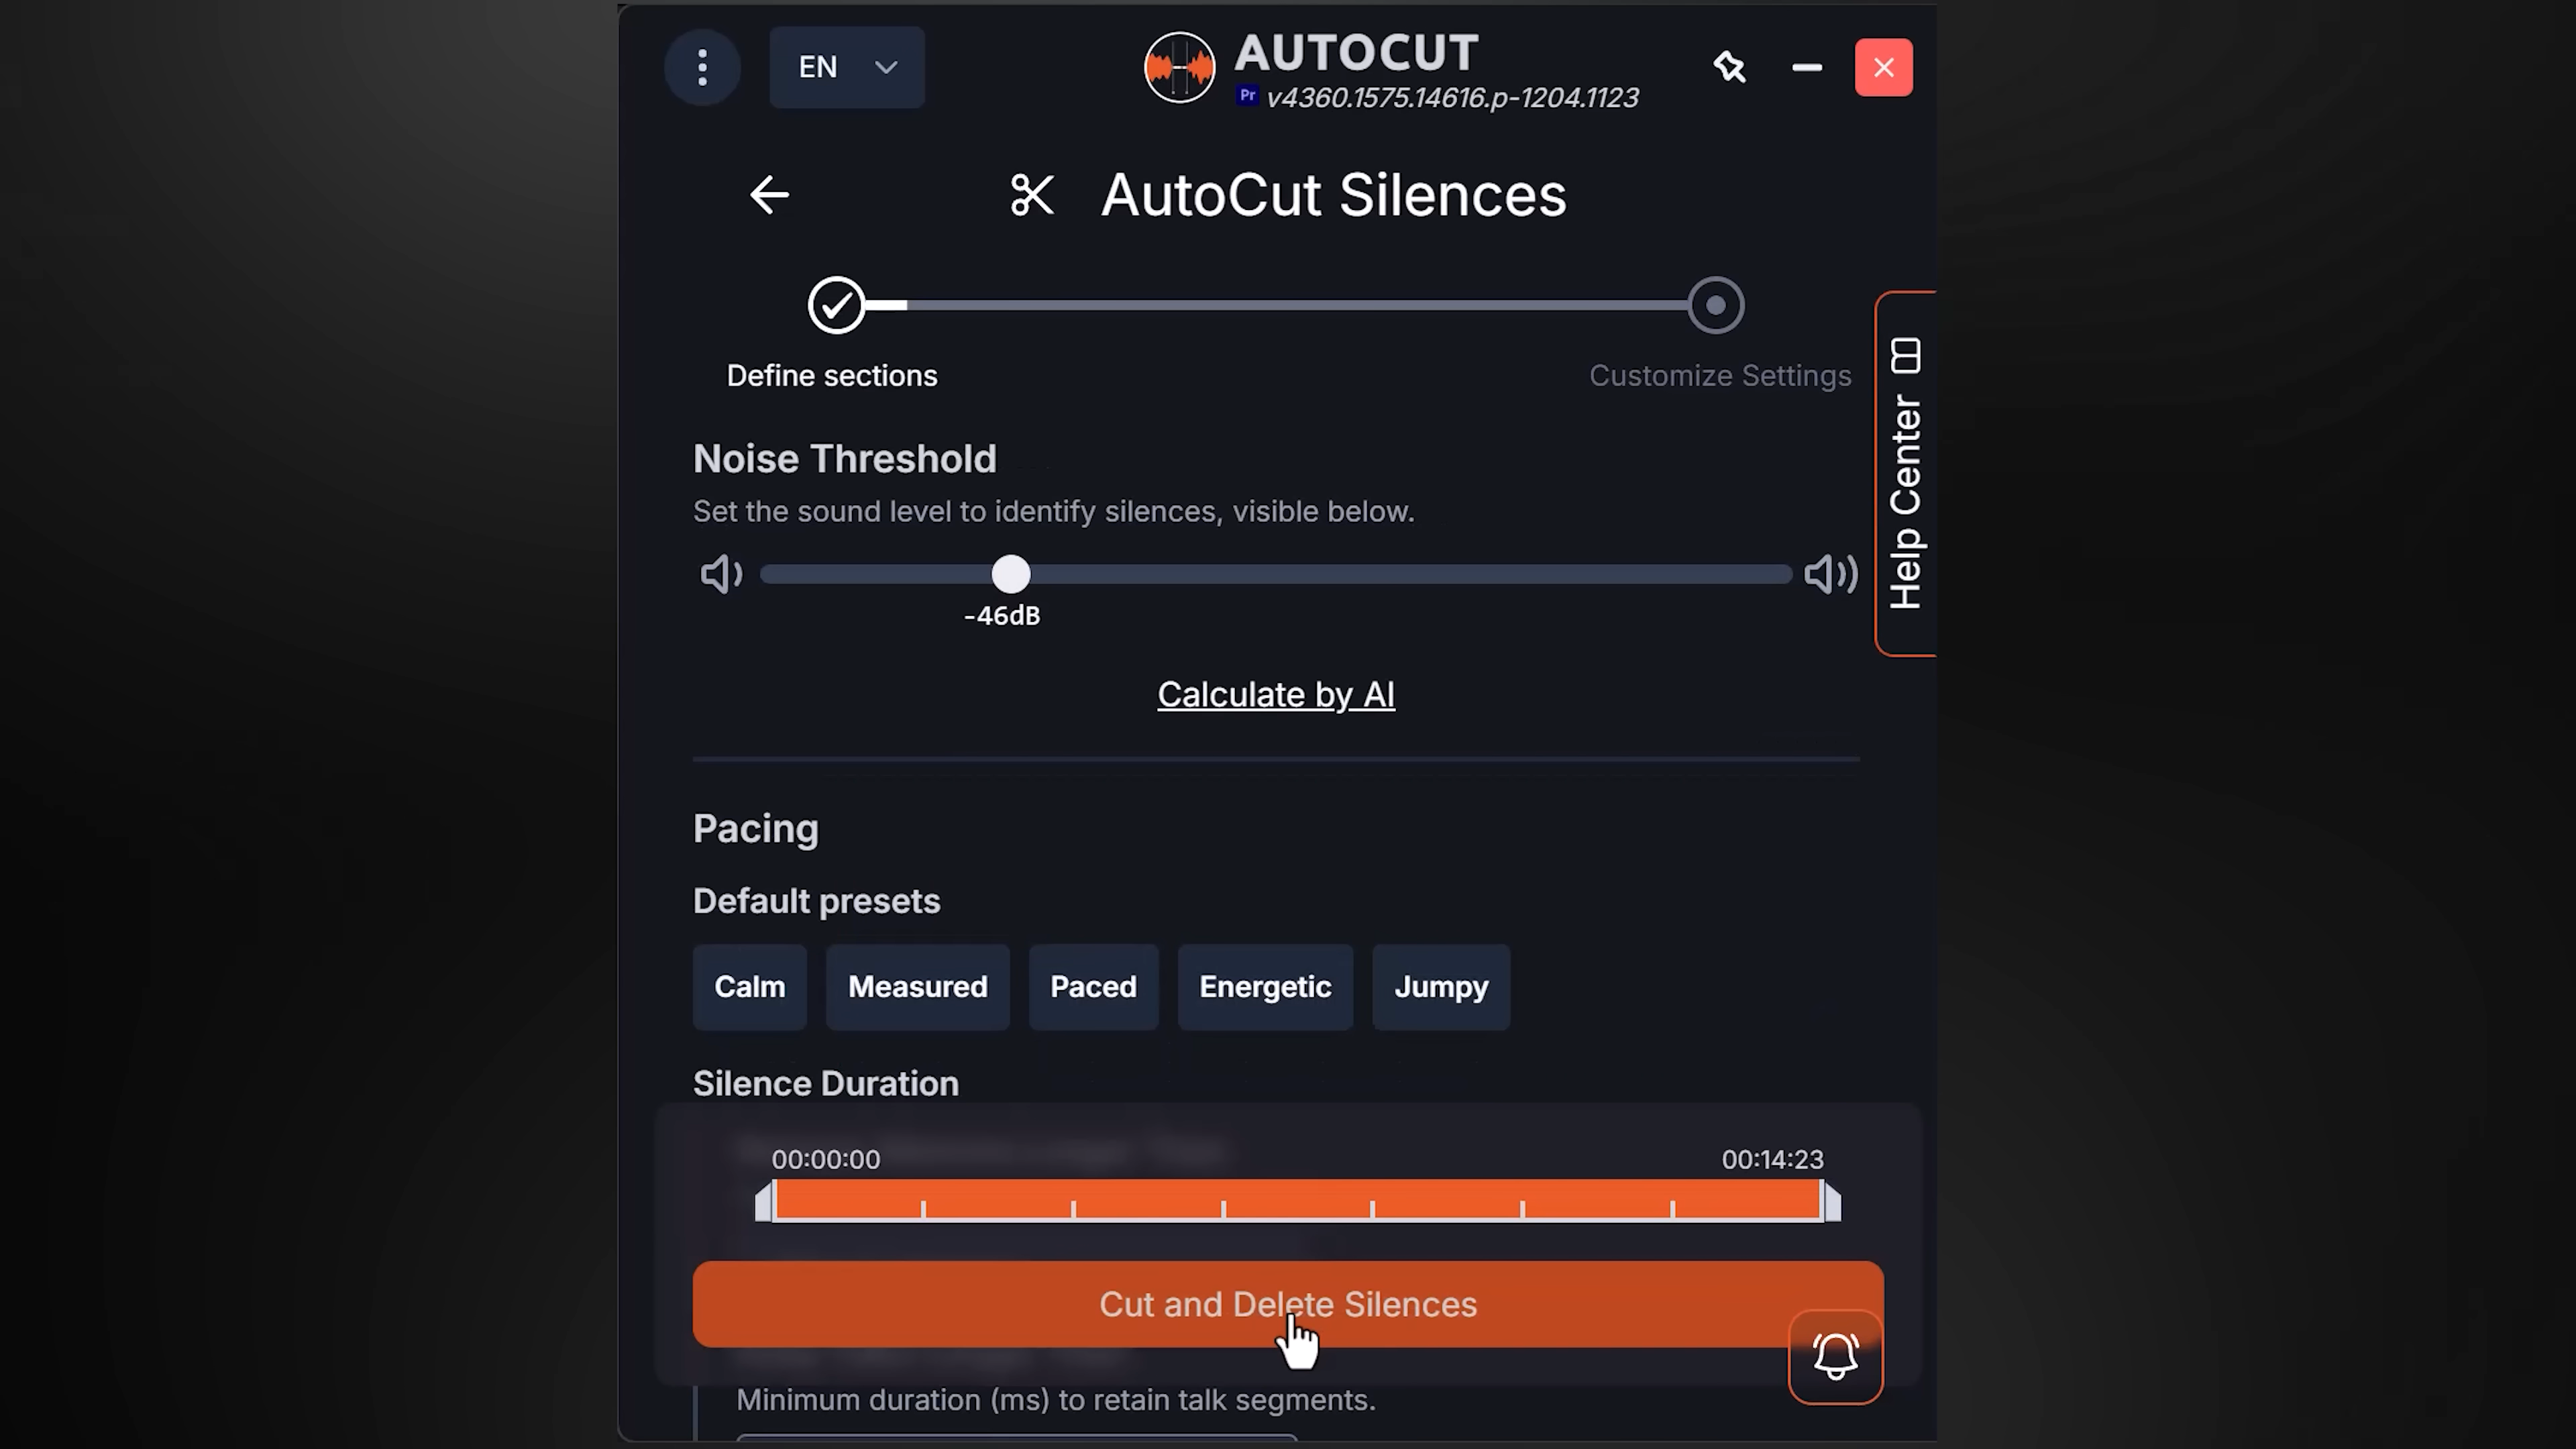 EN
AUTOCUT
Pr v4360.1575.14616.p-1204.1123
AutoCut Silences
Define sections
Customize Settings
Help Center
Noise Threshold
Set the sound level to identify silences, visible below.
-46dB
Calculate by AI
Pacing
Default presets
Calm Measured Paced Energetic Jumpy
Silence Duration
00:00:00 00:14:23
Cut and Delete Silences
Minimum duration (ms) to retain talk segments.